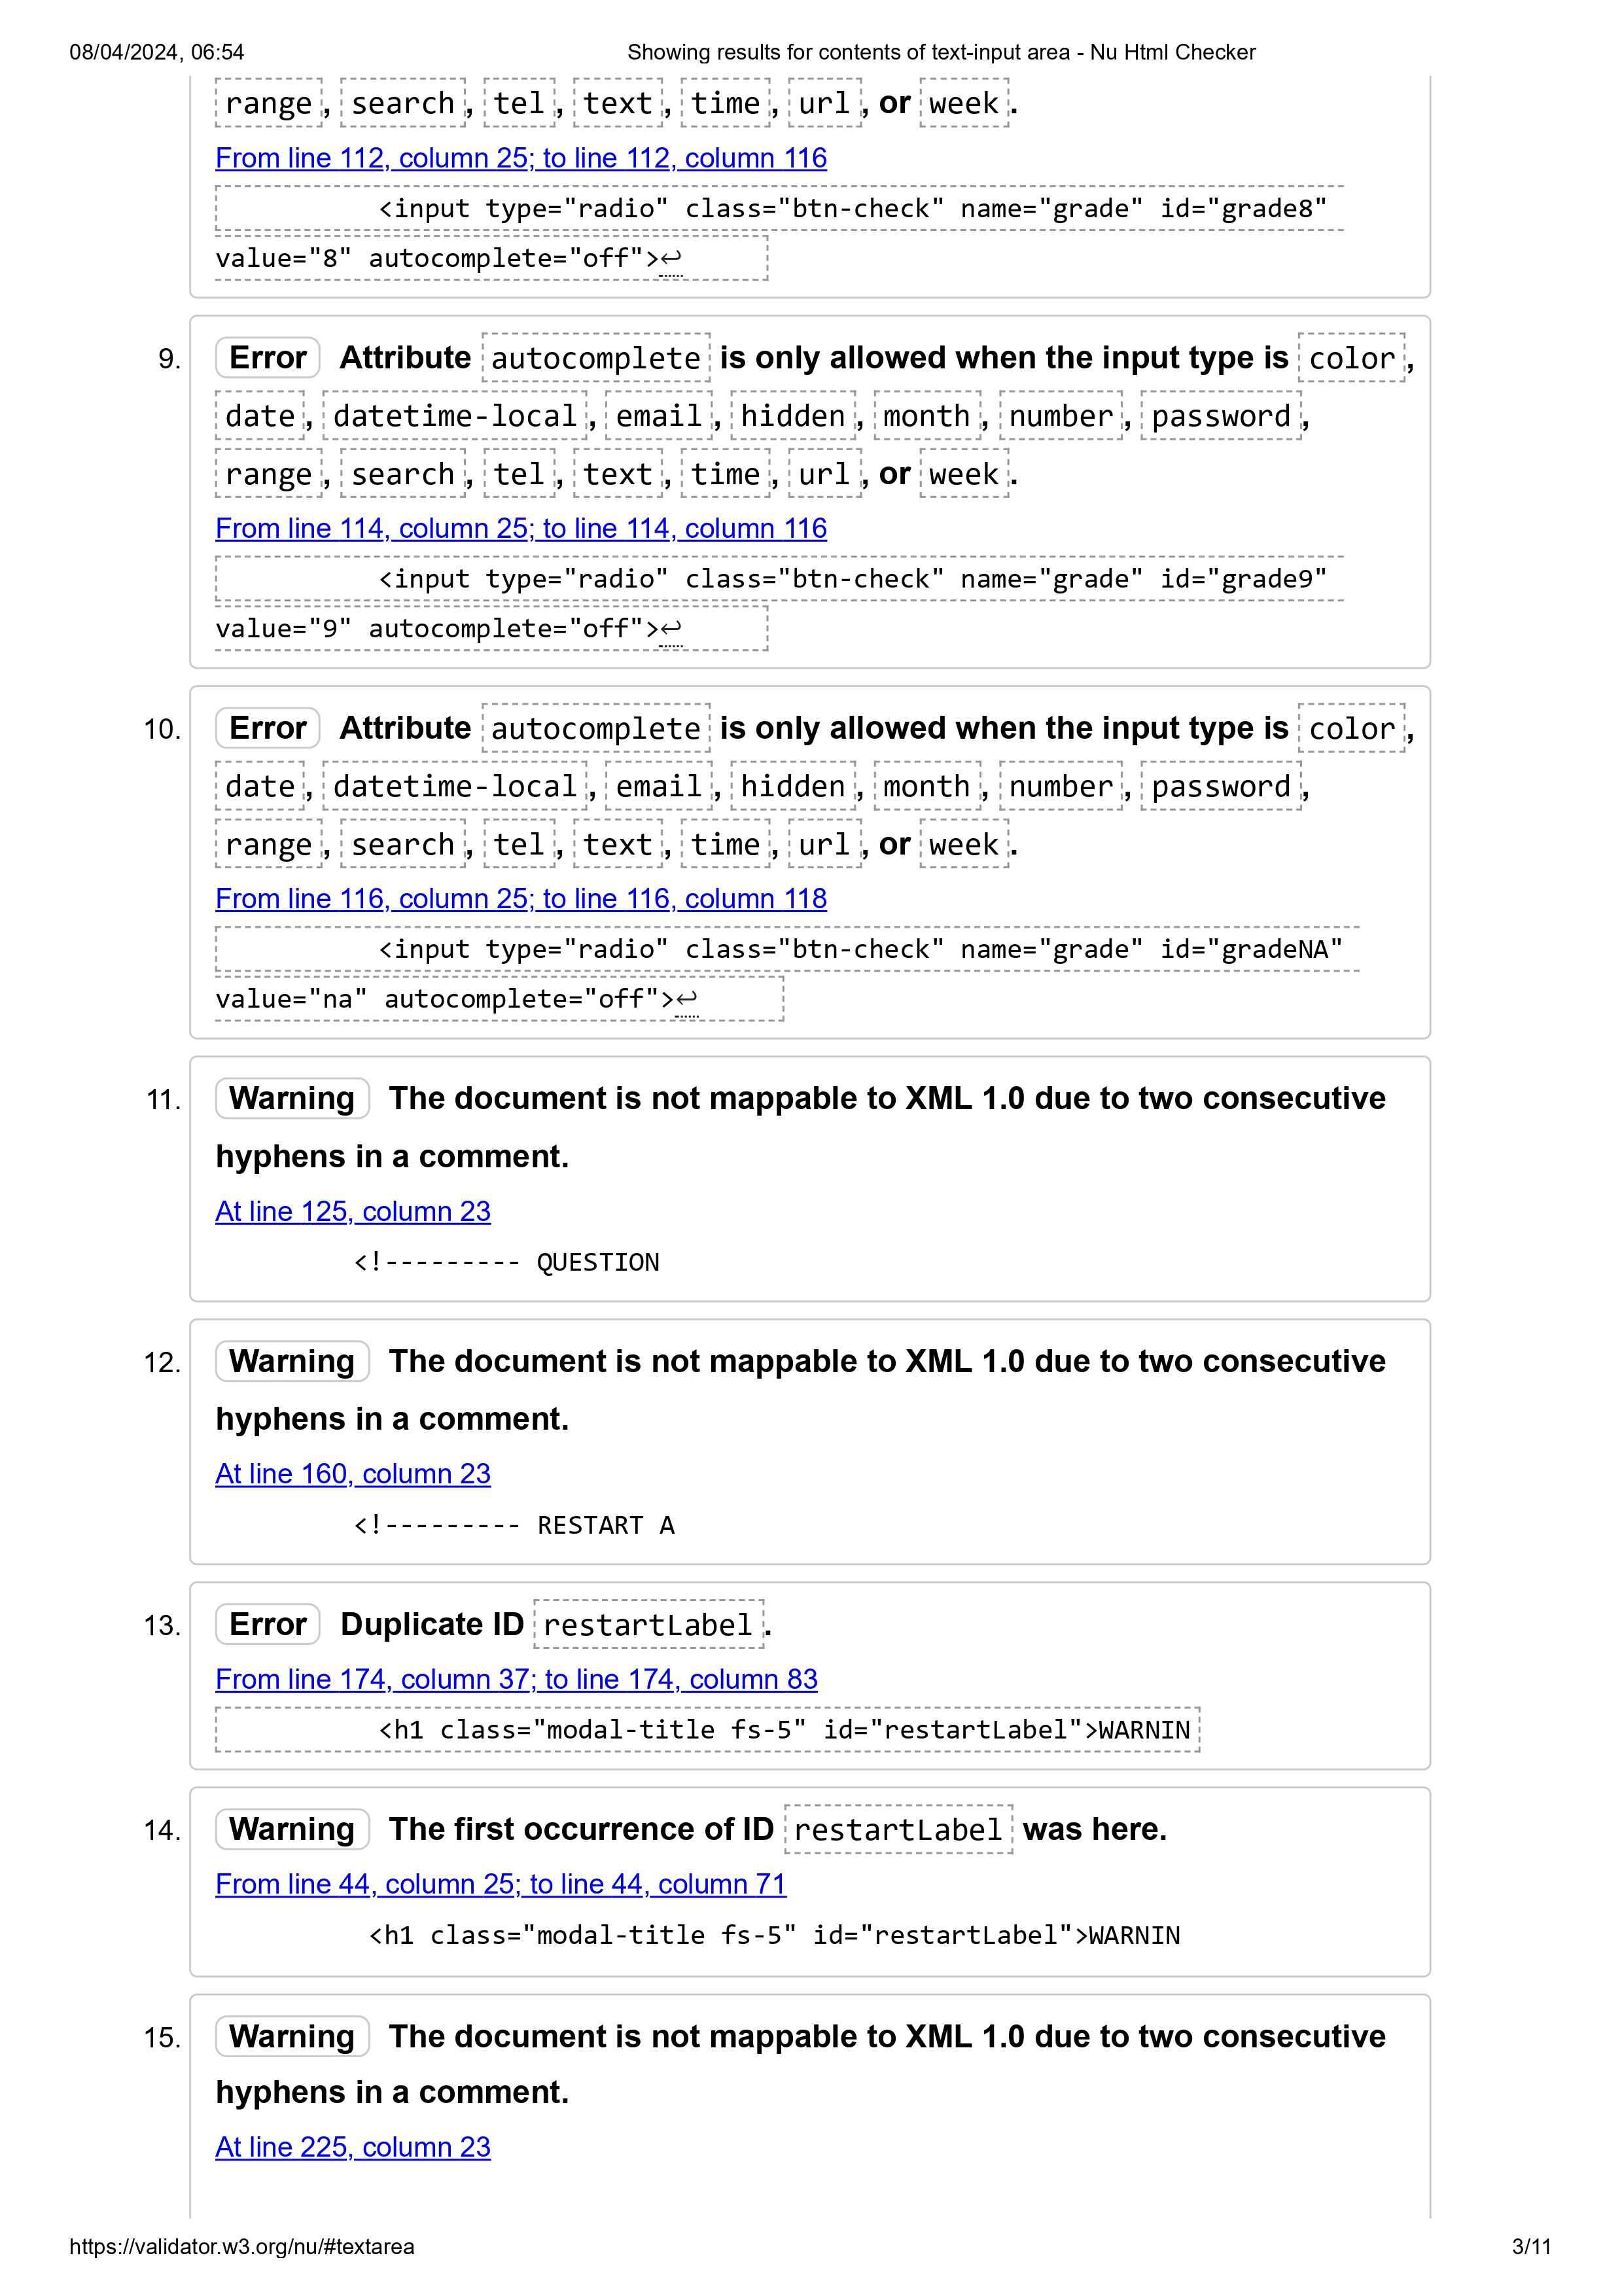 08/04/2024, 06:54 Showing results for contents of text-input area - Nu Html Checker
range, search, tel, text, time, url, or week.
From line 112, column 25; to line 112, column 116
<input type="radio" class="btn-check" name="grade" id="grade8"
value="8" autocomplete="off">↩
9. Error Attribute autocomplete is only allowed when the input type is color,
date, datetime-local, email, hidden, month, number, password,
range, search, tel, text, time, url, or week.
From line 114, column 25; to line 114, column 116
<input type="radio" class="btn-check" name="grade" id="grade9"
value="9" autocomplete="off">↩
10. Error Attribute autocomplete is only allowed when the input type is color,
date, datetime-local, email, hidden, month, number, password,
range, search, tel, text, time, url, or week.
From line 116, column 25; to line 116, column 118
<input type="radio" class="btn-check" name="grade" id="gradeNA"
value="na" autocomplete="off">↩
11. Warning The document is not mappable to XML 1.0 due to two consecutive
hyphens in a comment.
At line 125, column 23
<!--------- QUESTION
12. Warning The document is not mappable to XML 1.0 due to two consecutive
hyphens in a comment.
At line 160, column 23
<!--------- RESTART A
13. Error Duplicate ID restartLabel.
From line 174, column 37; to line 174, column 83
<h1 class="modal-title fs-5" id="restartLabel">WARNIN
14. Warning The first occurrence of ID restartLabel was here.
From line 44, column 25; to line 44, column 71
<h1 class="modal-title fs-5" id="restartLabel">WARNIN
15. Warning The document is not mappable to XML 1.0 due to two consecutive
hyphens in a comment.
At line 225, column 23
https://validator.w3.org/nu/#textarea 3/11